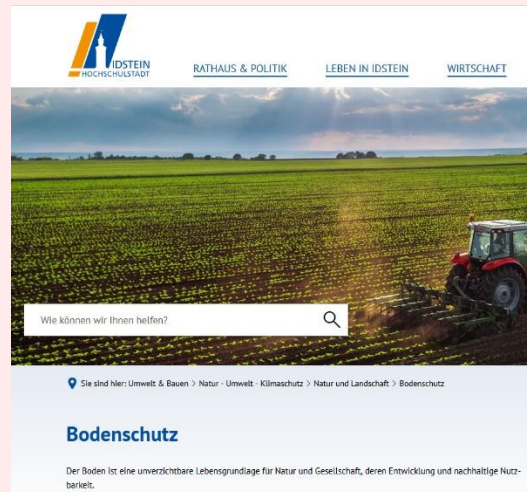 IDSTEIN
HOCHSCHULSTADT
RATHAUS & POLITIK LEBEN IN IDSTEIN WIRTSCHAFT
Wie können wir Ihnen helfen?
Sie sind hier: Umwelt & Bauen > Natur - Umwelt - Klimaschutz > Natur und Landschaft > Bodenschutz
Bodenschutz
Der Boden ist eine unverzichtbare Lebensgrundlage für Natur und Gesellschaft, deren Entwicklung und nachhaltige Nutz-
barkeit.